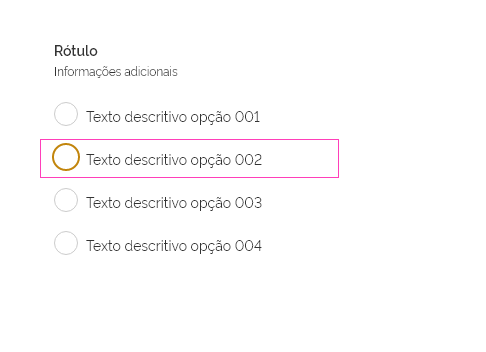 Rótulo
Informações adicionais
Texto descritivo opção 001
Texto descritivo opção 002
Texto descritivo opção 003
Texto descritivo opção 004